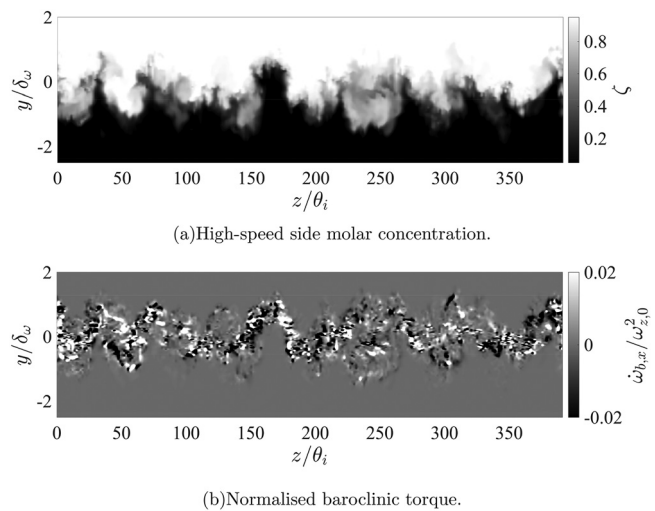 2
0
-2
y/δω
0 50 100 150 200 250 300 350
z/θi
0.8
0.6
0.4
0.2
ζ
(a)High-speed side molar concentration.
2
0
-2
y/δω
0 50 100 150 200 250 300 350
z/θi
0.02
0
-0.02
ω̇b,x/ω²z,0
(b)Normalised baroclinic torque.